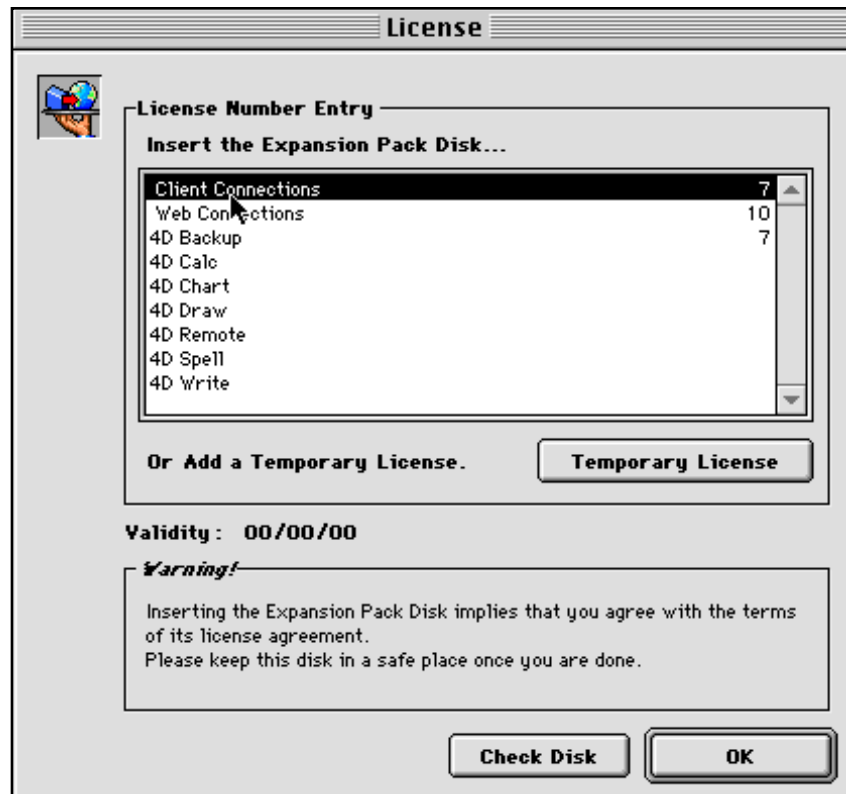 License
License Number Entry
Insert the Expansion Pack Disk...
Client Connections 7
Web Connections 10
4D Backup 7
4D Calc
4D Chart
4D Draw
4D Remote
4D Spell
4D Write
Or Add a Temporary License. Temporary License
Validity : 00/00/00
Warning!
Inserting the Expansion Pack Disk implies that you agree with the terms
of its license agreement.
Please keep this disk in a safe place once you are done.
Check Disk OK